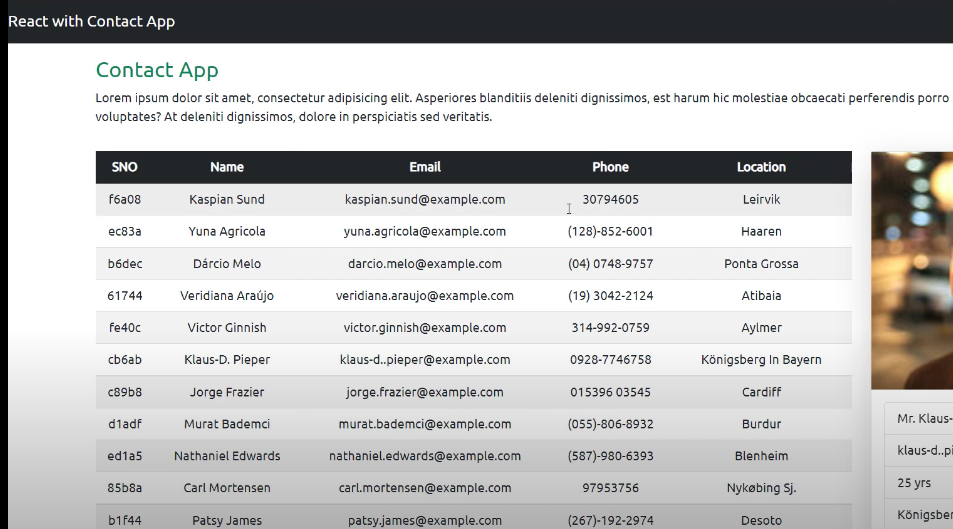 React with Contact App
Contact App
Lorem ipsum dolor sit amet, consectetur adipisicing elit. Asperiores blanditiis deleniti dignissimos, est harum hic molestiae obcaecati perferendis porro
voluptates? At deleniti dignissimos, dolore in perspiciatis sed veritatis.
SNO Name Email Phone Location
f6a08 Kaspian Sund kaspian.sund@example.com 30794605 Leirvik
ec83a Yuna Agricola yuna.agricola@example.com (128)-852-6001 Haaren
b6dec Dárcio Melo darcio.melo@example.com (04) 0748-9757 Ponta Grossa
61744 Veridiana Araújo veridiana.araujo@example.com (19) 3042-2124 Atibaia
fe40c Victor Ginnish victor.ginnish@example.com 314-992-0759 Aylmer
cb6ab Klaus-D. Pieper klaus-d..pieper@example.com 0928-7746758 Königsberg In Bayern
c89b8 Jorge Frazier jorge.frazier@example.com 015396 03545 Cardiff
d1adf Murat Bademci murat.bademci@example.com (055)-806-8932 Burdur
ed1a5 Nathaniel Edwards nathaniel.edwards@example.com (587)-980-6393 Blenheim
85b8a Carl Mortensen carl.mortensen@example.com 97953756 Nykøbing Sj.
b1f44 Patsy James patsy.james@example.com (267)-192-2974 Desoto
Mr. Klaus-
klaus-d..pi
25 yrs
Königsber